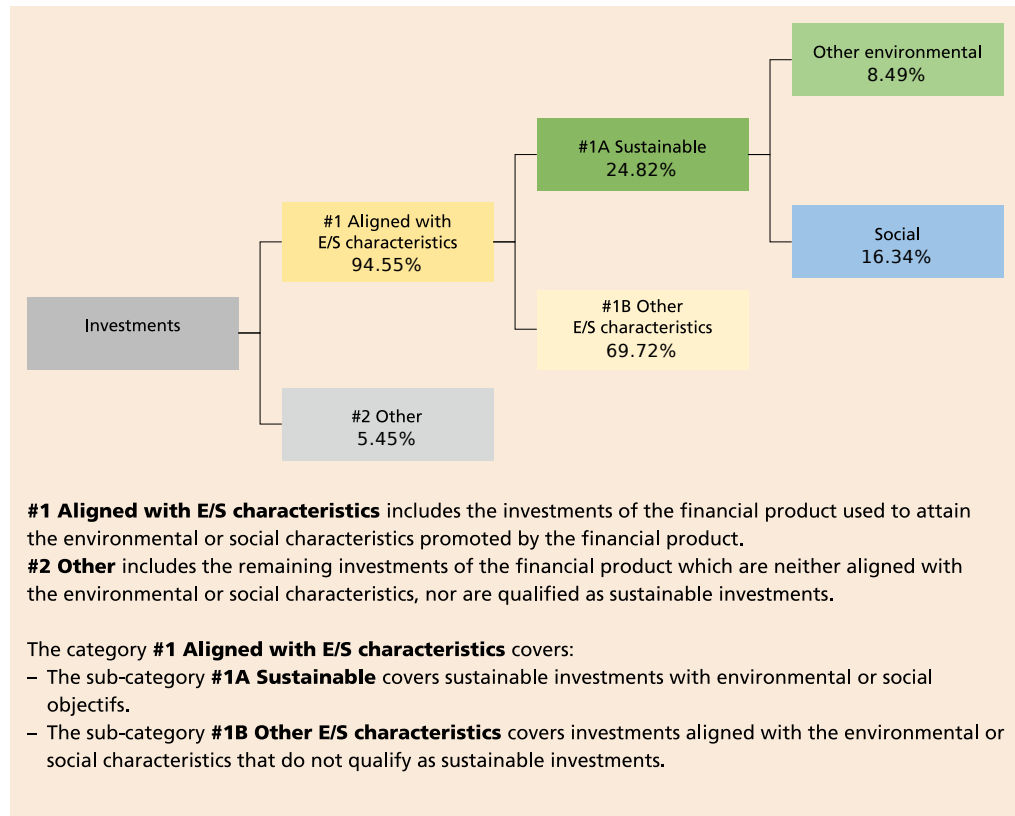 Other environmental
8.49%
#1A Sustainable
24.82%
#1 Aligned with
E/S characteristics
94.55%
Social
16.34%
#1B Other
E/S characteristics
69.72%
Investments
#2 Other
5.45%
#1 Aligned with E/S characteristics includes the investments of the financial product used to attain
the environmental or social characteristics promoted by the financial product.
#2 Other includes the remaining investments of the financial product which are neither aligned with
the environmental or social characteristics, nor are qualified as sustainable investments.
The category #1 Aligned with E/S characteristics covers:
– The sub-category #1A Sustainable covers sustainable investments with environmental or social
objectifs.
– The sub-category #1B Other E/S characteristics covers investments aligned with the environmental or
social characteristics that do not qualify as sustainable investments.